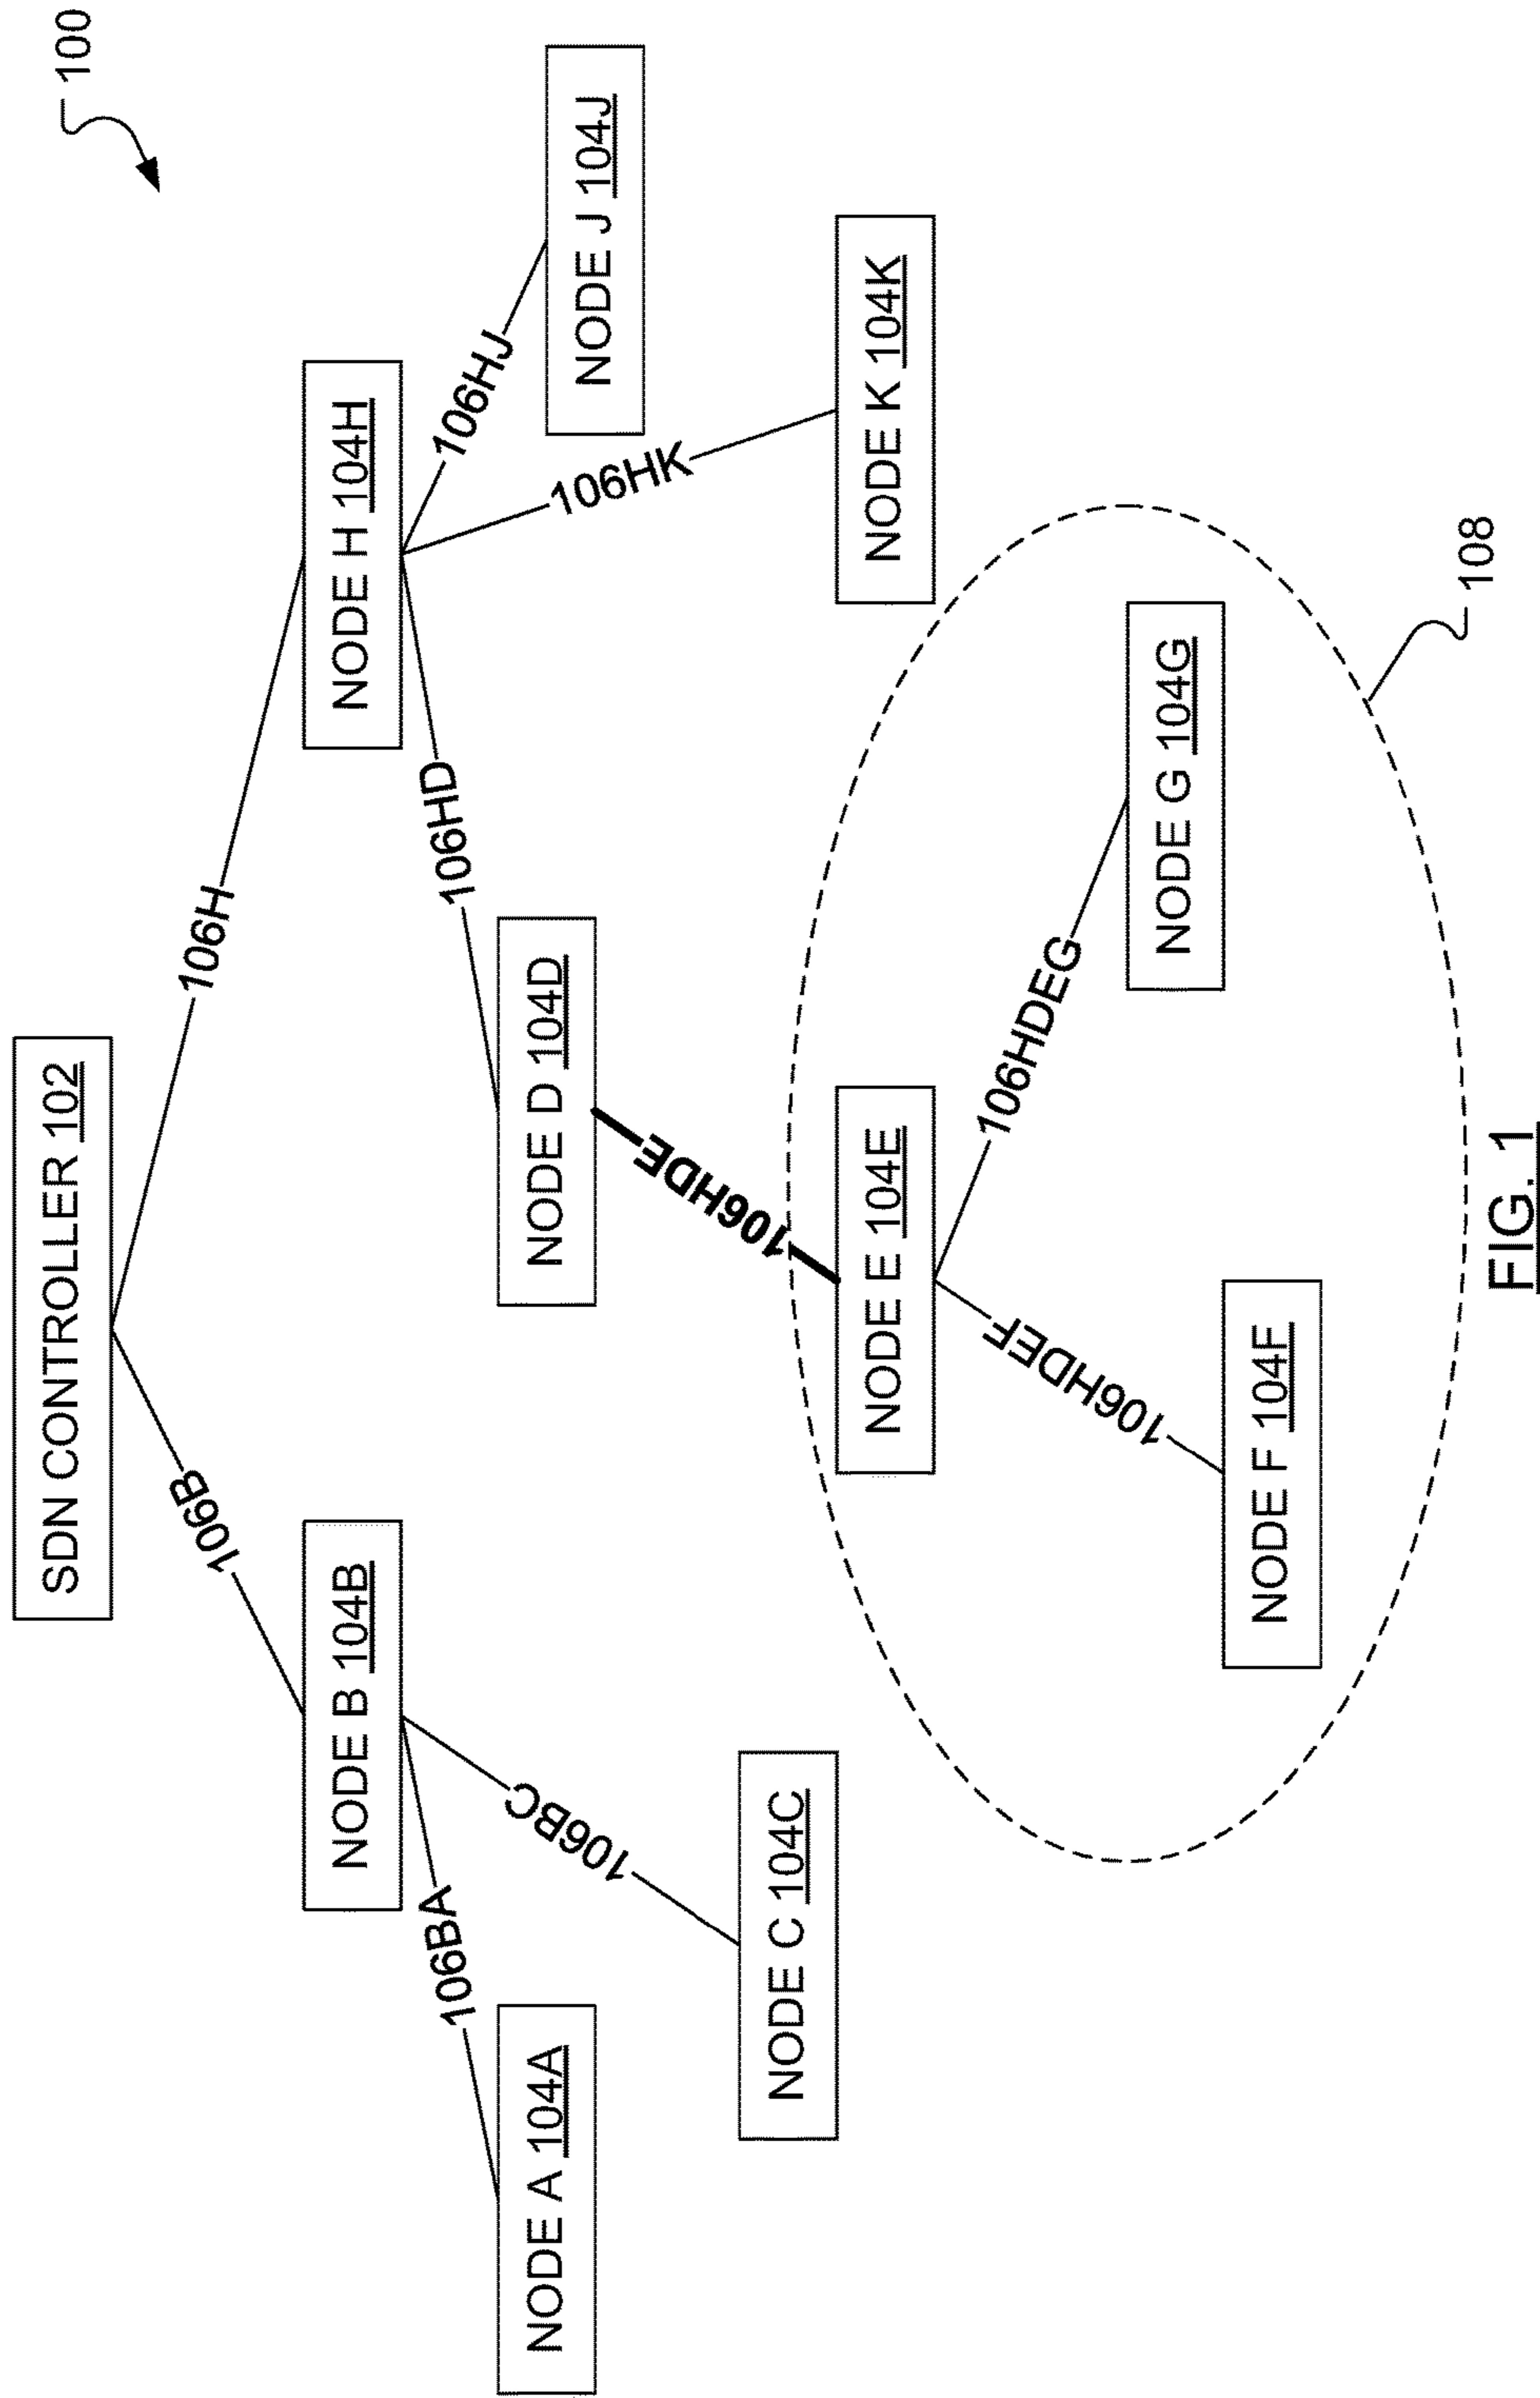 100
SDN CONTROLLER 102
106B
106H
NODE B 104B
NODE H 104H
106BA
106BC
106HD
106HK
106HJ
NODE A 104A
NODE D 104D
NODE J 104J
106HDE
NODE C 104C
NODE E 104E
NODE K 104K
106HDEF
106HDEG
NODE G 104G
NODE F 104F
108
FIG. 1